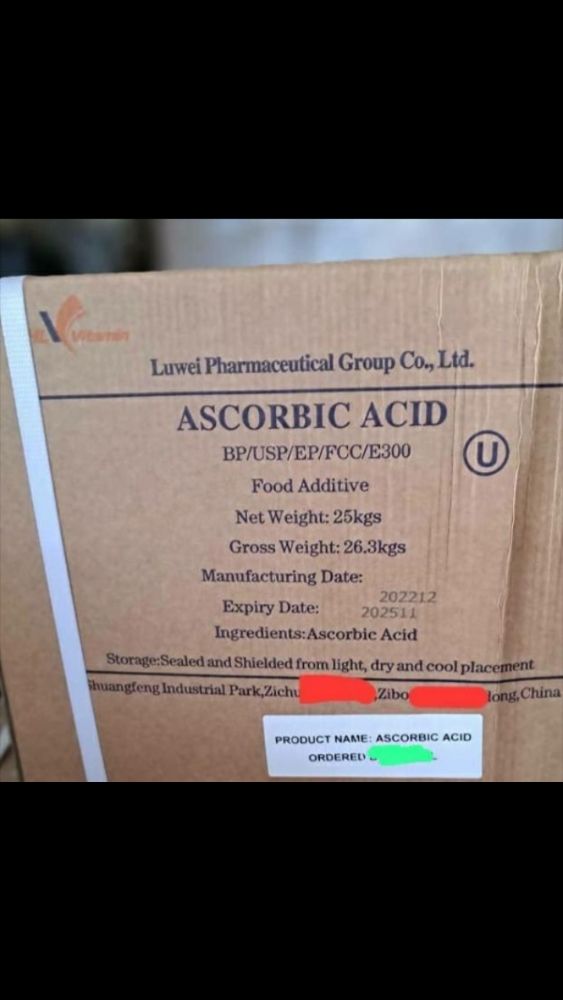 Vitamin
Luwei Pharmaceutical Group Co., Ltd.
ASCORBIC ACID
BP/USP/EP/FCC/E300
U
Food Additive
Net Weight: 25kgs
Gross Weight: 26.3kgs
Manufacturing Date:
202212
Expiry Date:
202511
Ingredients:Ascorbic Acid
Storage:Sealed and Shielded from light, dry and cool placement
Shuangfeng Industrial Park,Zichu ,Zibo dong,China
PRODUCT NAME: ASCORBIC ACID
ORDERED